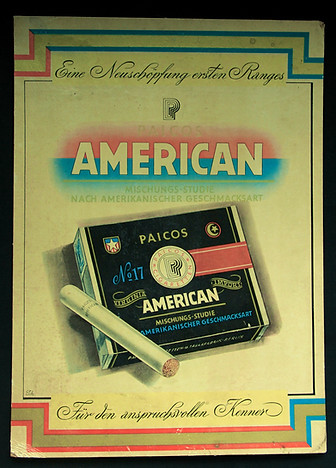 Eine Neuschöpfung ersten Ranges
PAICOS
AMERICAN
MISCHUNGS-STUDIE
NACH AMERIKANISCHER GESCHMACKSART
PAICOS
No 17
VIRGINIA
AMERICAN
MISCHUNGS-STUDIE
AMERIKANISCHER GESCHMACKSART
Für den anspruchsvollen Kenner